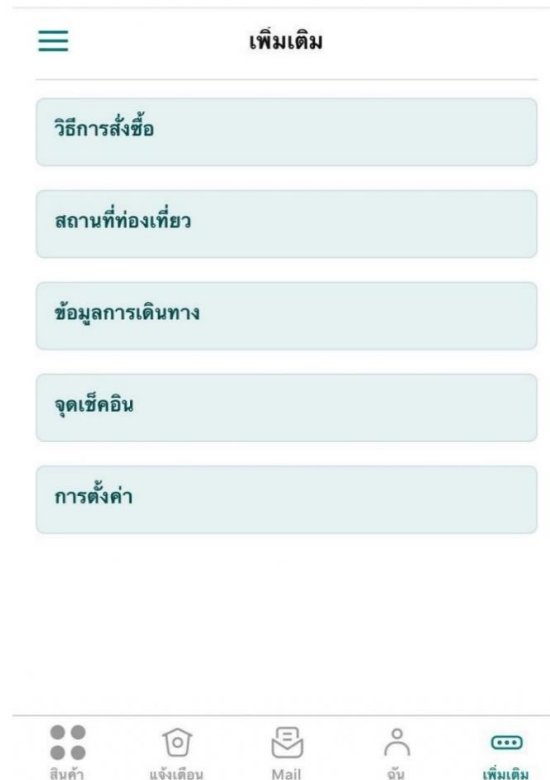 เพิ่มเติม
วิธีการสั่งซื้อ
สถานที่ท่องเที่ยว
ข้อมูลการเดินทาง
จุดเช็คอิน
การตั้งค่า
สินค้า แจ้งเตือน Mail ฉัน เพิ่มเติม